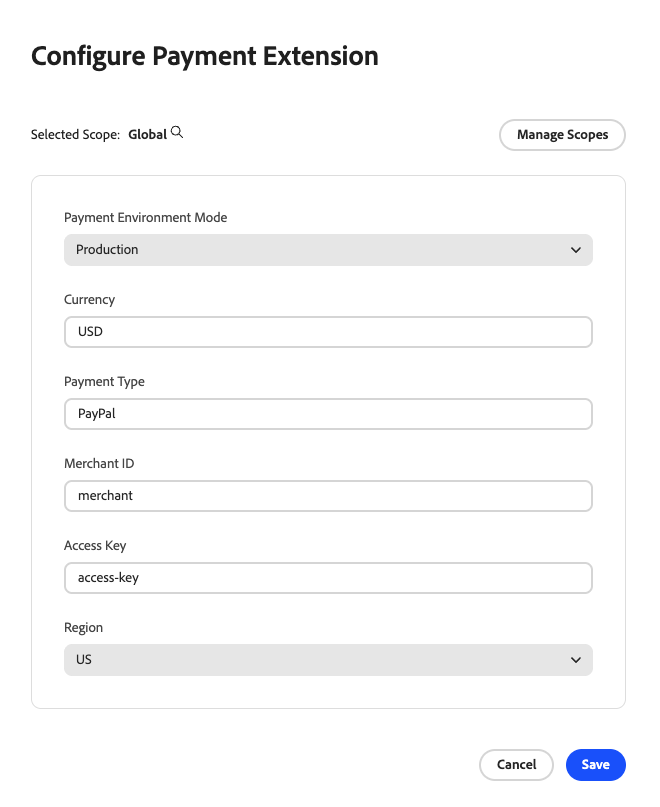 Configure Payment Extension
Selected Scope: Global
Manage Scopes
Payment Environment Mode
Production
Currency
USD
Payment Type
PayPal
Merchant ID
merchant
Access Key
access-key
Region
US
Cancel
Save